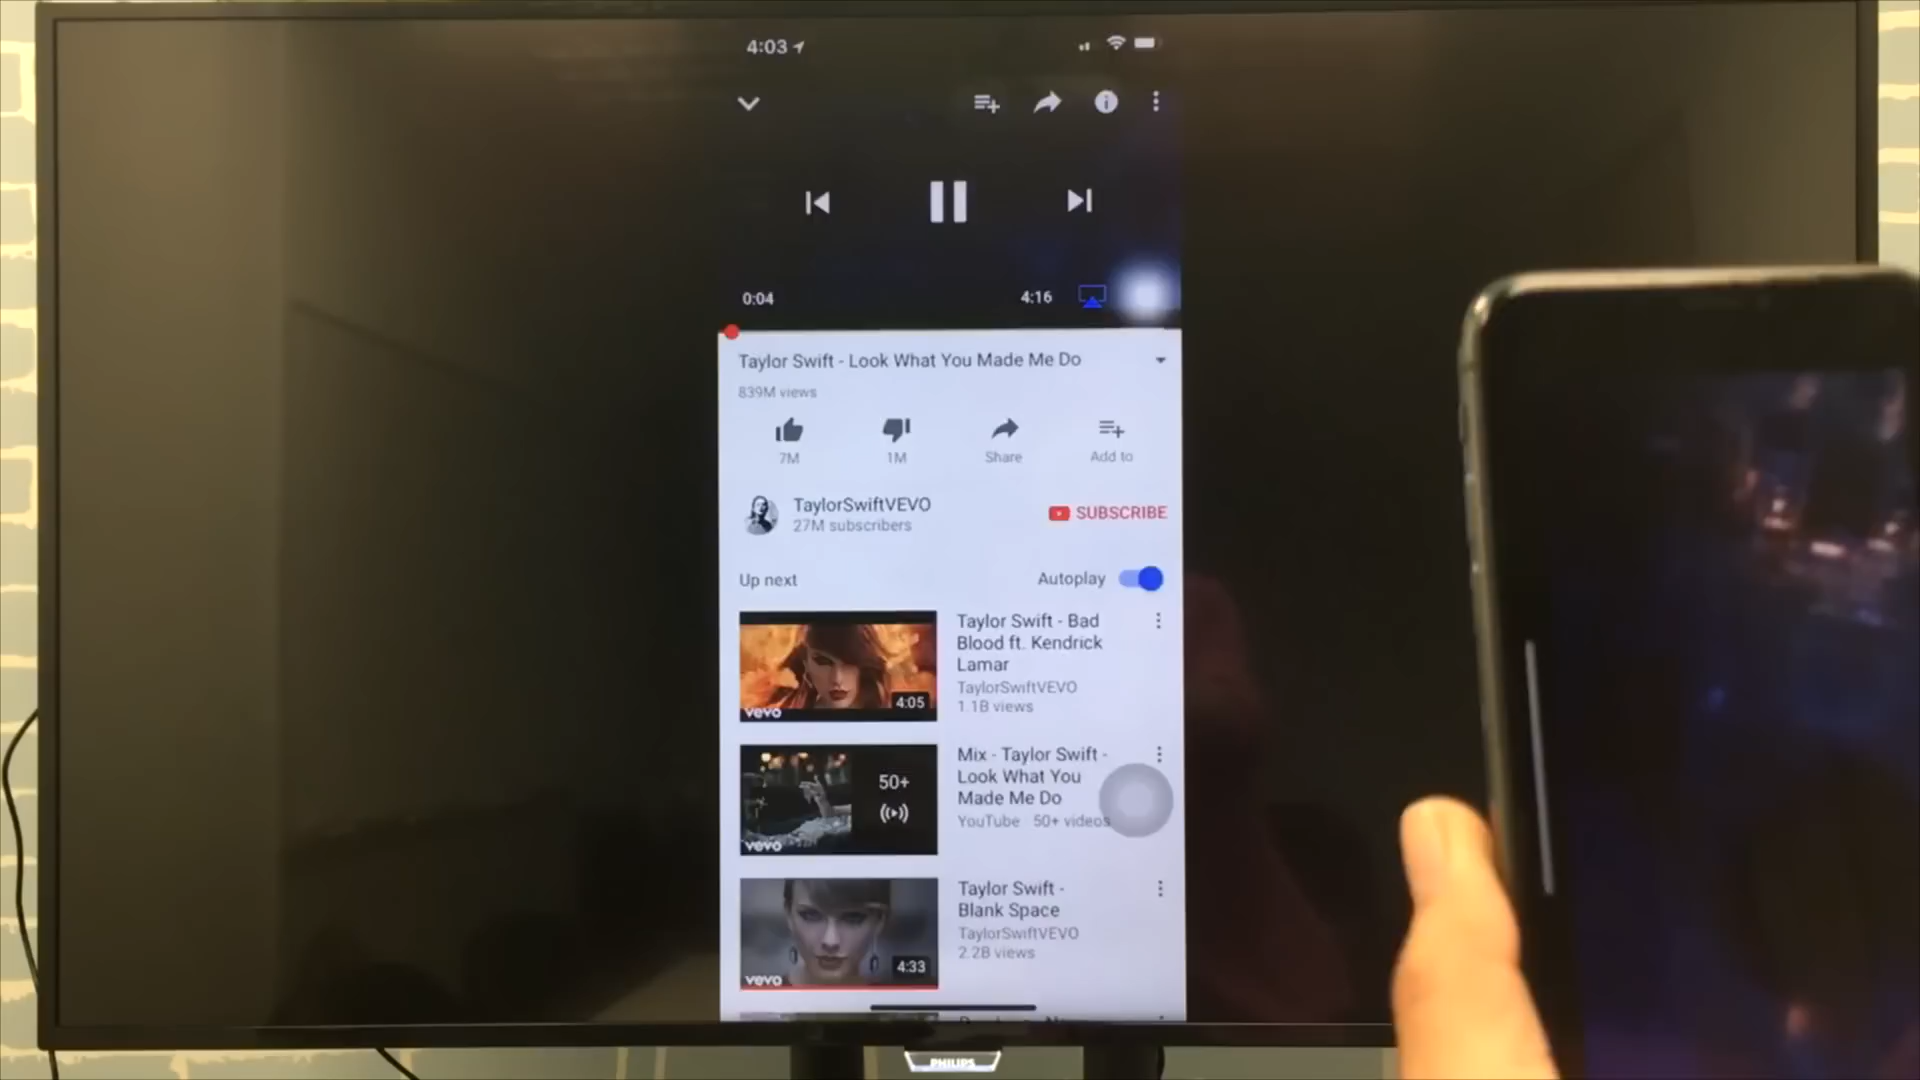 4:03
0:04
4:16
Taylor Swift - Look What You Made Me Do
839M views
7M
1M
Share
Add to
TaylorSwiftVEVO
27M subscribers
SUBSCRIBE
Up next
Autoplay
Taylor Swift - Bad
Blood ft. Kendrick
Lamar
TaylorSwiftVEVO
1.1B views
4:05
vevo
Mix - Taylor Swift -
Look What You
Made Me Do
YouTube 50+ videos
50+
vevo
Taylor Swift -
Blank Space
TaylorSwiftVEVO
2.2B views
4:33
vevo
PHILIPS